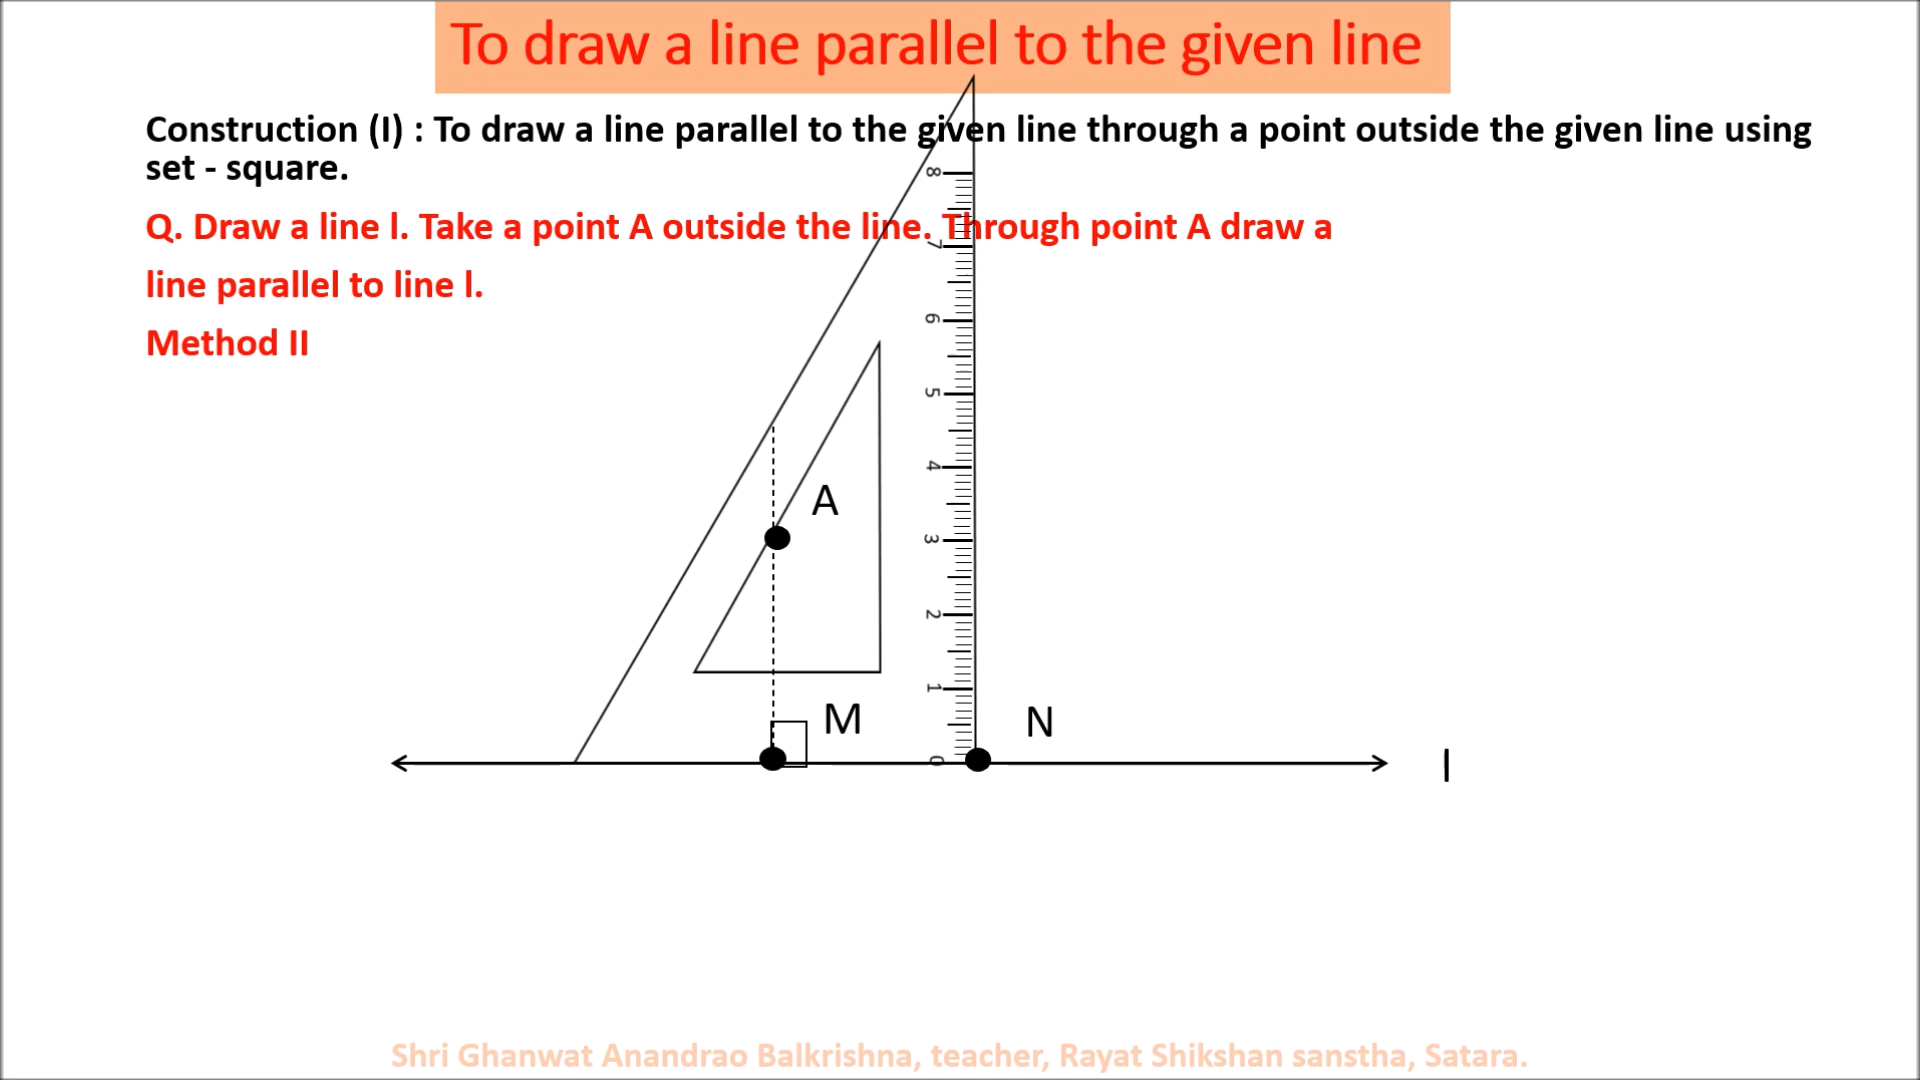 To draw a line parallel to the given line
Construction (I) : To draw a line parallel to the given line through a point outside the given line using
set - square.
Q. Draw a line l. Take a point A outside the line. Through point A draw a
line parallel to line l.
Method II
8
7
6
5
4
A
3
2
1
M
N
0
l
Shri Ghanwat Anandrao Balkrishna, teacher, Rayat Shikshan sanstha, Satara.